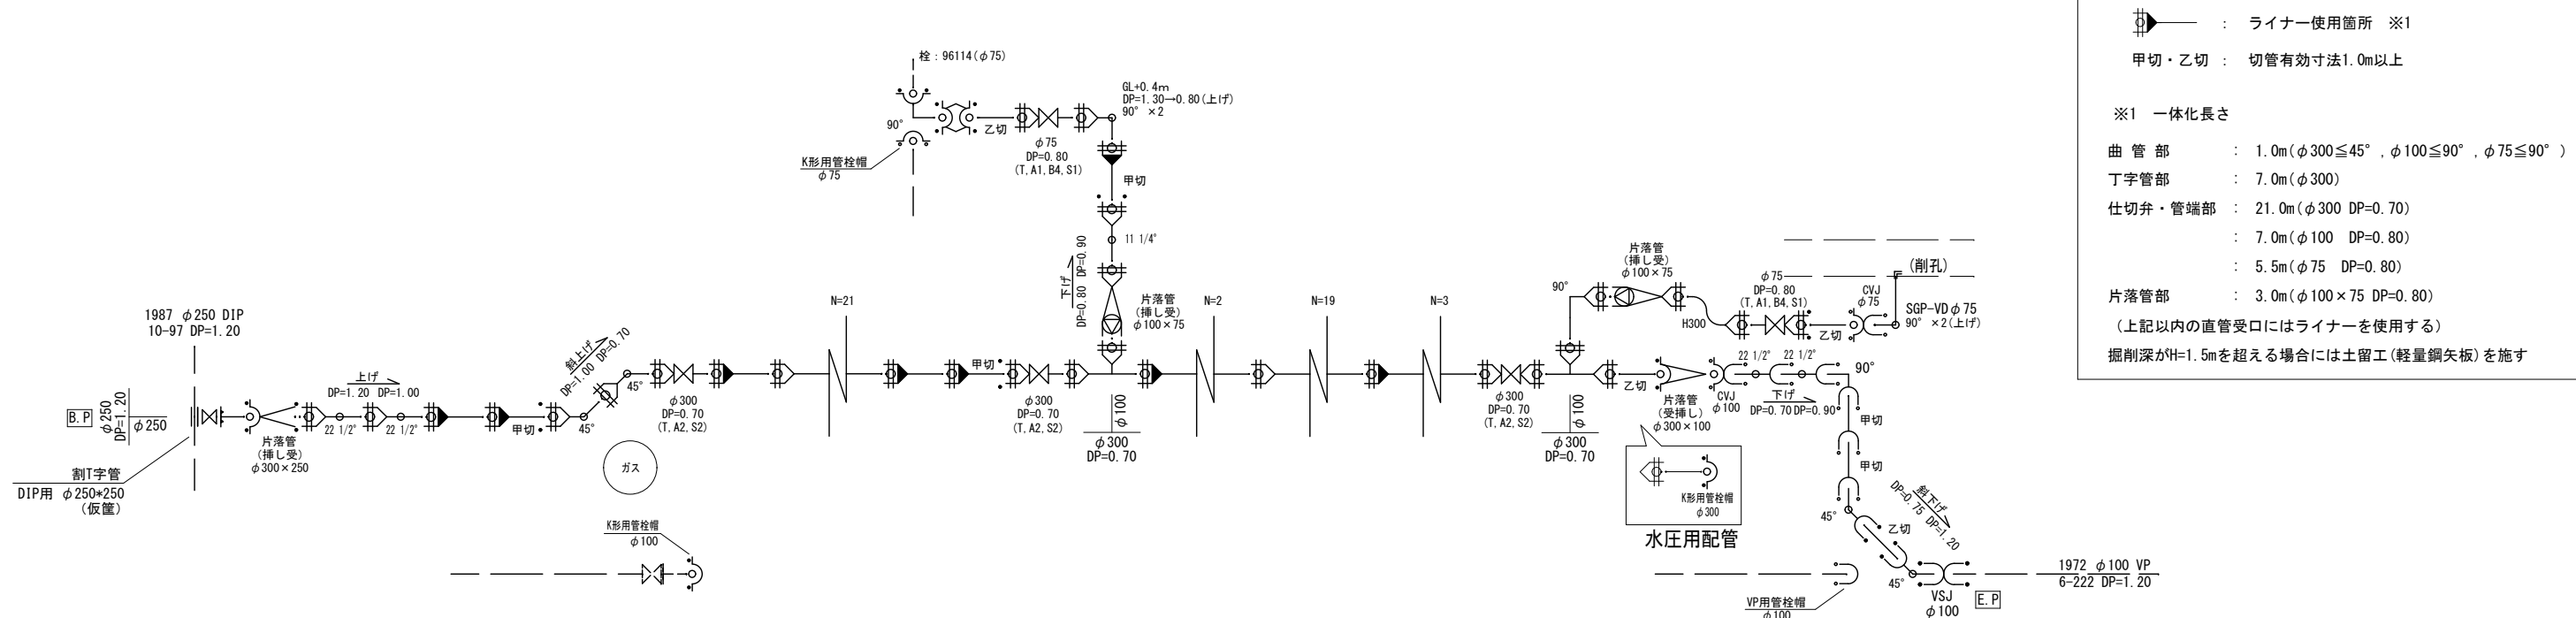 栓：96114(φ75)
90°
K形用管栓帽
φ75
乙切
φ75
DP=0.80
(T,A1,B4,S1)
GL+0.4m
DP=1.30→0.80(上げ)
90° ×2
甲切
11 1/4°
下げ
DP=0.80 DP=0.90
片落管
(挿し受)
φ100×75
1987 φ250 DIP
10-97 DP=1.20
B.P
φ250
DP=1.20
φ250
割T字管
DIP用 φ250*250
(仮筐)
片落管
(挿し受)
φ300×250
上げ
DP=1.20 DP=1.00
22 1/2°
22 1/2°
甲切
45°
斜上げ
DP=1.00 DP=0.70
45°
ガス
φ300
DP=0.70
(T,A2,S2)
N=21
甲切
φ300
DP=0.70
(T,A2,S2)
φ100
φ300
DP=0.70
N=2
N=19
N=3
φ300
DP=0.70
(T,A2,S2)
φ100
φ300
DP=0.70
90°
片落管
(挿し受)
φ100×75
H300
φ75
DP=0.80
(T,A1,B4,S1)
乙切
CVJ
φ75
(削孔)
SGP-VDφ75
90° ×2(上げ)
乙切
片落管
(受挿し)
φ300×100
CVJ
φ100
22 1/2°
22 1/2°
下げ
DP=0.70 DP=0.90
90°
甲切
甲切
45°
乙切
斜下げ
DP=0.75 DP=1.20
45°
VSJ
φ100
E.P
1972 φ100 VP
6-222 DP=1.20
VP用管栓帽
φ100
K形用管栓帽
φ300
水圧用配管
K形用管栓帽
φ100
： ライナー使用箇所 ※1
甲切・乙切 ： 切管有効寸法1.0m以上
※1 一体化長さ
曲管部 ： 1.0m(φ300≦45°,φ100≦90°,φ75≦90°)
丁字管部 ： 7.0m(φ300)
仕切弁・管端部 ： 21.0m(φ300 DP=0.70)
： 7.0m(φ100 DP=0.80)
： 5.5m(φ75 DP=0.80)
片落管部 ： 3.0m(φ100×75 DP=0.80)
(上記以内の直管受口にはライナーを使用する)
掘削深がH=1.5mを超える場合には土留工(軽量鋼矢板)を施す